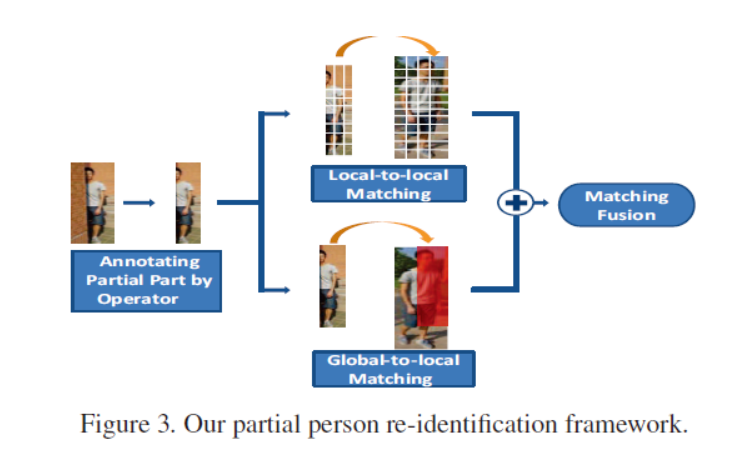 Local-to-local
Matching
Annotating
Partial Part by
Operator
Matching
Fusion
Global-to-local
Matching
Figure 3. Our partial person re-identification framework.